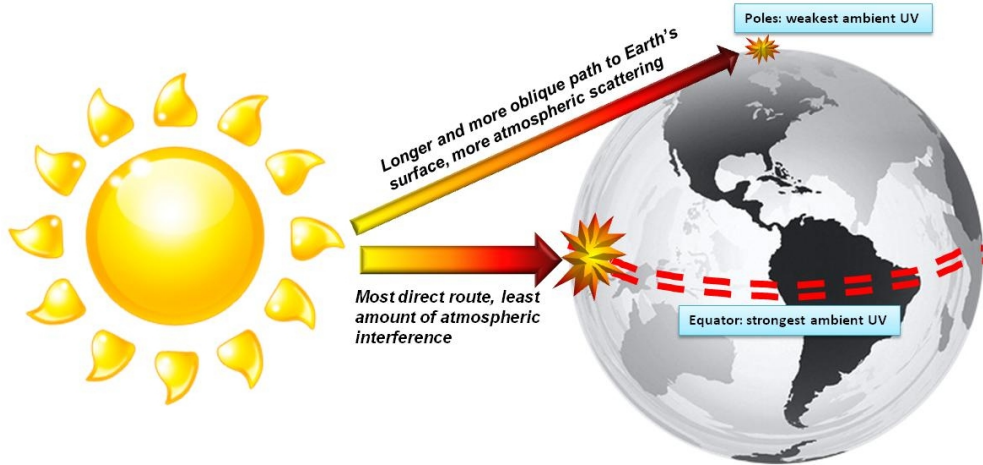 Poles: weakest ambient UV
Longer and more oblique path to Earth's
surface, more atmospheric scattering
Most direct route, least
amount of atmospheric
interference
Equator: strongest ambient UV